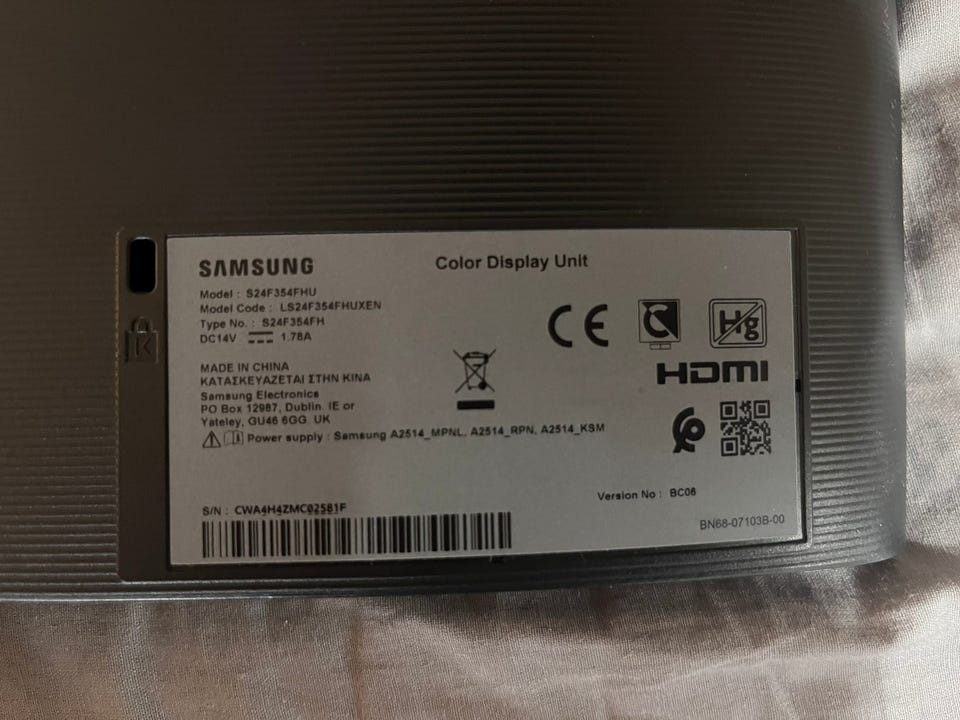 SAMSUNG
Color Display Unit
Model : S24F354FHU
Model Code : LS24F354FHUXEN
Type No. : S24F354FH
DC14V 1.78A
MADE IN CHINA
ΚΑΤΑΣΚΕΥΑΖΕΤΑΙ ΣΤΗΝ ΚΙΝΑ
Samsung Electronics
PO Box 12987, Dublin. IE or
Yateley, GU46 6GG. UK
Power supply : Samsung A2514_MPNL, A2514_RPN, A2514_KSM
CE
Hg
HDMI
S/N : CWA4H4ZMC02581F
Version No : BC06
BN68-07103B-00
K